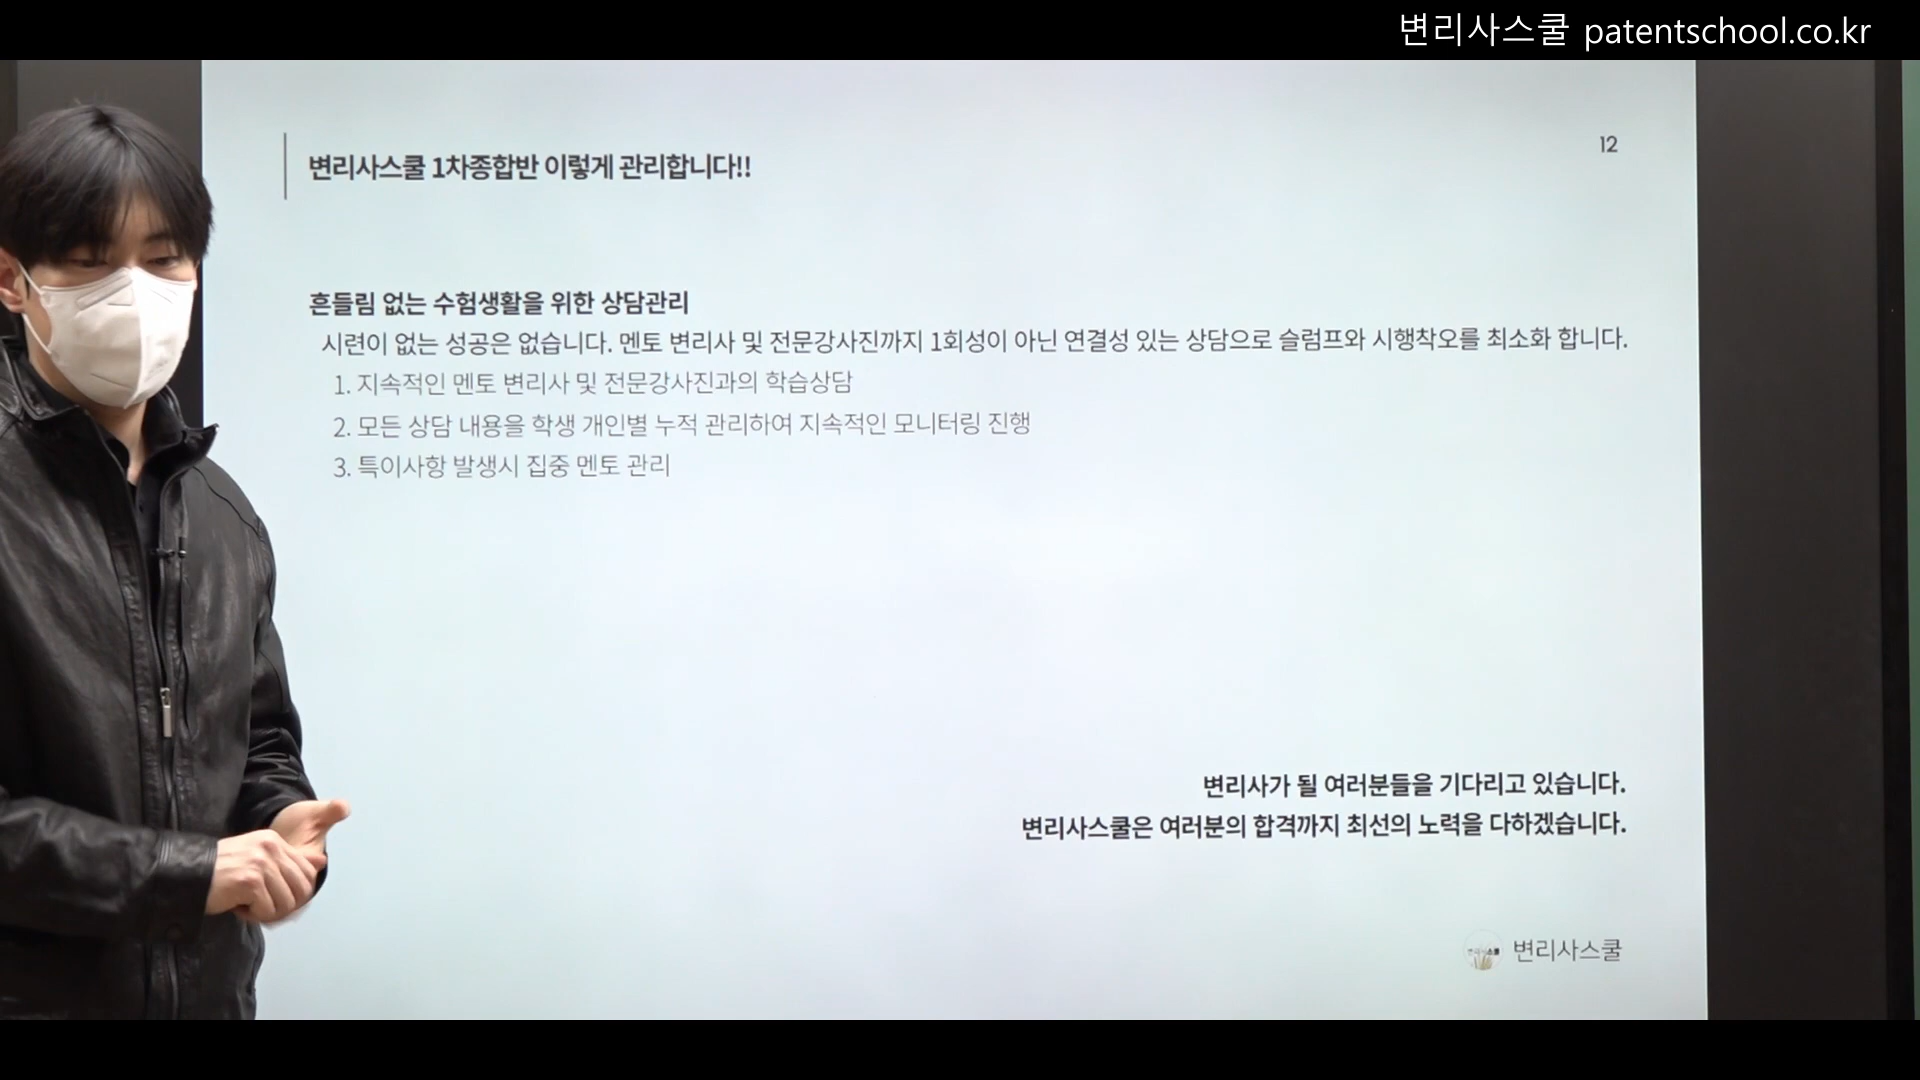 변리사스쿨 patentschool.co.kr
12
변리사스쿨 1차종합반 이렇게 관리합니다!!
흔들림 없는 수험생활을 위한 상담관리
시련이 없는 성공은 없습니다. 멘토 변리사 및 전문강사진까지 1회성이 아닌 연결성 있는 상담으로 슬럼프와 시행착오를 최소화 합니다.
1. 지속적인 멘토 변리사 및 전문강사진과의 학습상담
2. 모든 상담 내용을 학생 개인별 누적 관리하여 지속적인 모니터링 진행
3. 특이사항 발생시 집중 멘토 관리
변리사가 될 여러분들을 기다리고 있습니다.
변리사스쿨은 여러분의 합격까지 최선의 노력을 다하겠습니다.
변리사스쿨